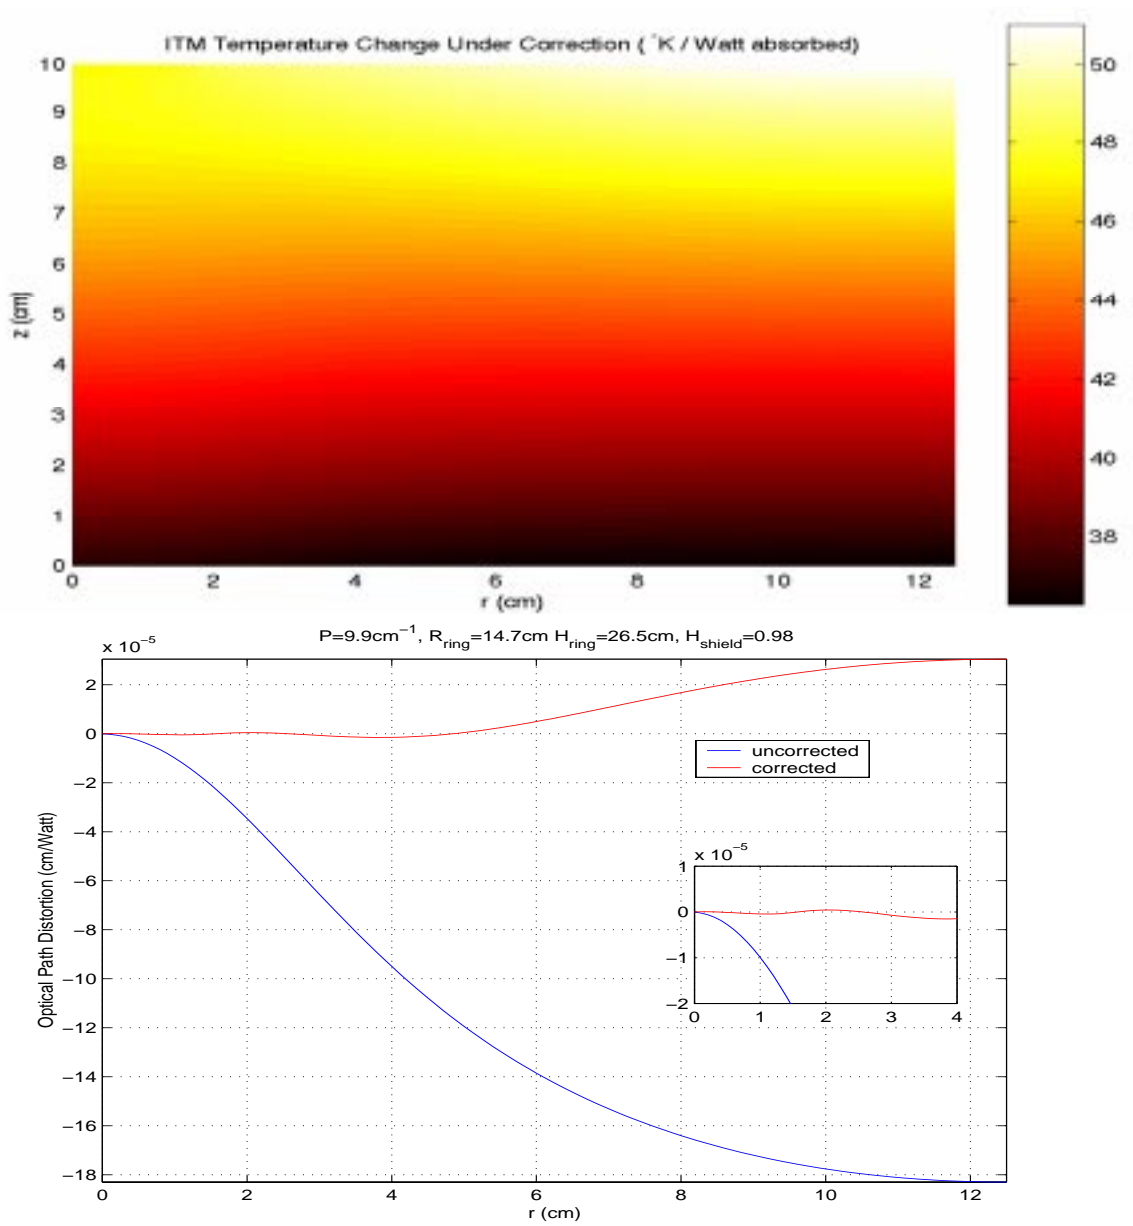 ITM Temperature Change Under Correction ( °K / Watt absorbed)
10
9
8
7
6
5
4
3
2
1
0
z (cm)
0 2 4 6 8 10 12
r (cm)
50
48
46
44
42
40
38
P=9.9cm⁻¹, R_ring=14.7cm H_ring=26.5cm, H_shield=0.98
x 10⁻⁵
2
0
−2
−4
−6
−8
−10
−12
−14
−16
−18
Optical Path Distortion (cm/Watt)
0 2 4 6 8 10 12
r (cm)
uncorrected
corrected
x 10⁻⁵
1
0
−1
−2
0 1 2 3 4